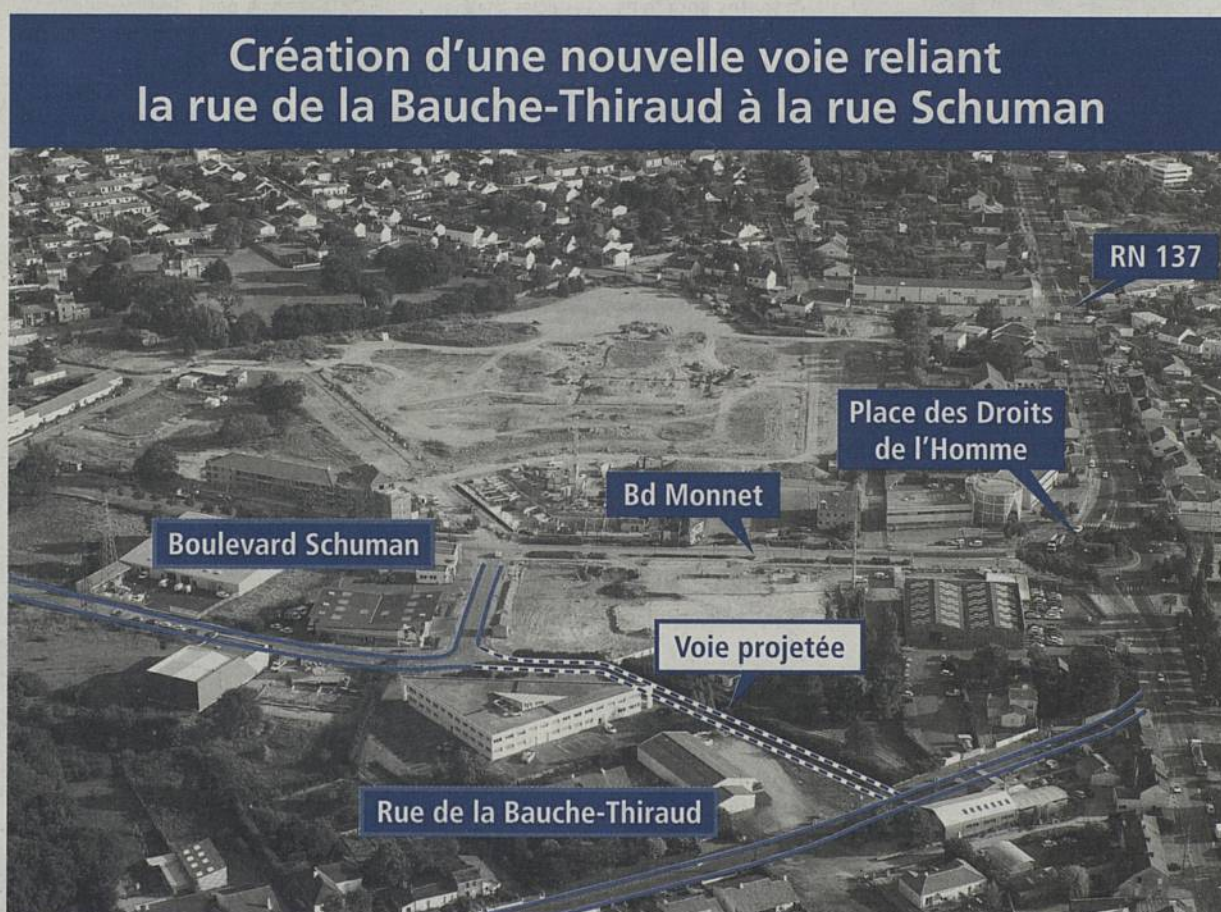 Création d'une nouvelle voie reliant
la rue de la Bauche-Thiraud à la rue Schuman
RN 137
Place des Droits
de l'Homme
Bd Monnet
Boulevard Schuman
Voie projetée
Rue de la Bauche-Thiraud